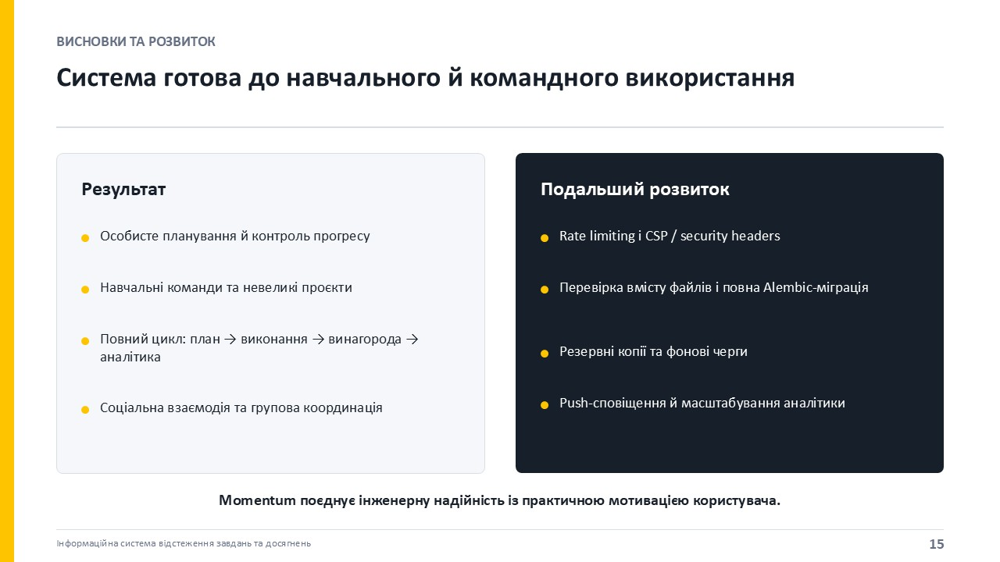 ВИСНОВКИ ТА РОЗВИТОК
Система готова до навчального й командного використання
Результат
Особисте планування й контроль прогресу
Навчальні команди та невеликі проєкти
Повний цикл: план → виконання → винагорода →
аналітика
Соціальна взаємодія та групова координація
Подальший розвиток
Rate limiting і CSP / security headers
Перевірка вмісту файлів і повна Alembic-міграція
Резервні копії та фонові черги
Push-сповіщення й масштабування аналітики
Momentum поєднує інженерну надійність із практичною мотивацією користувача.
Інформаційна система відстеження завдань та досягнень
15